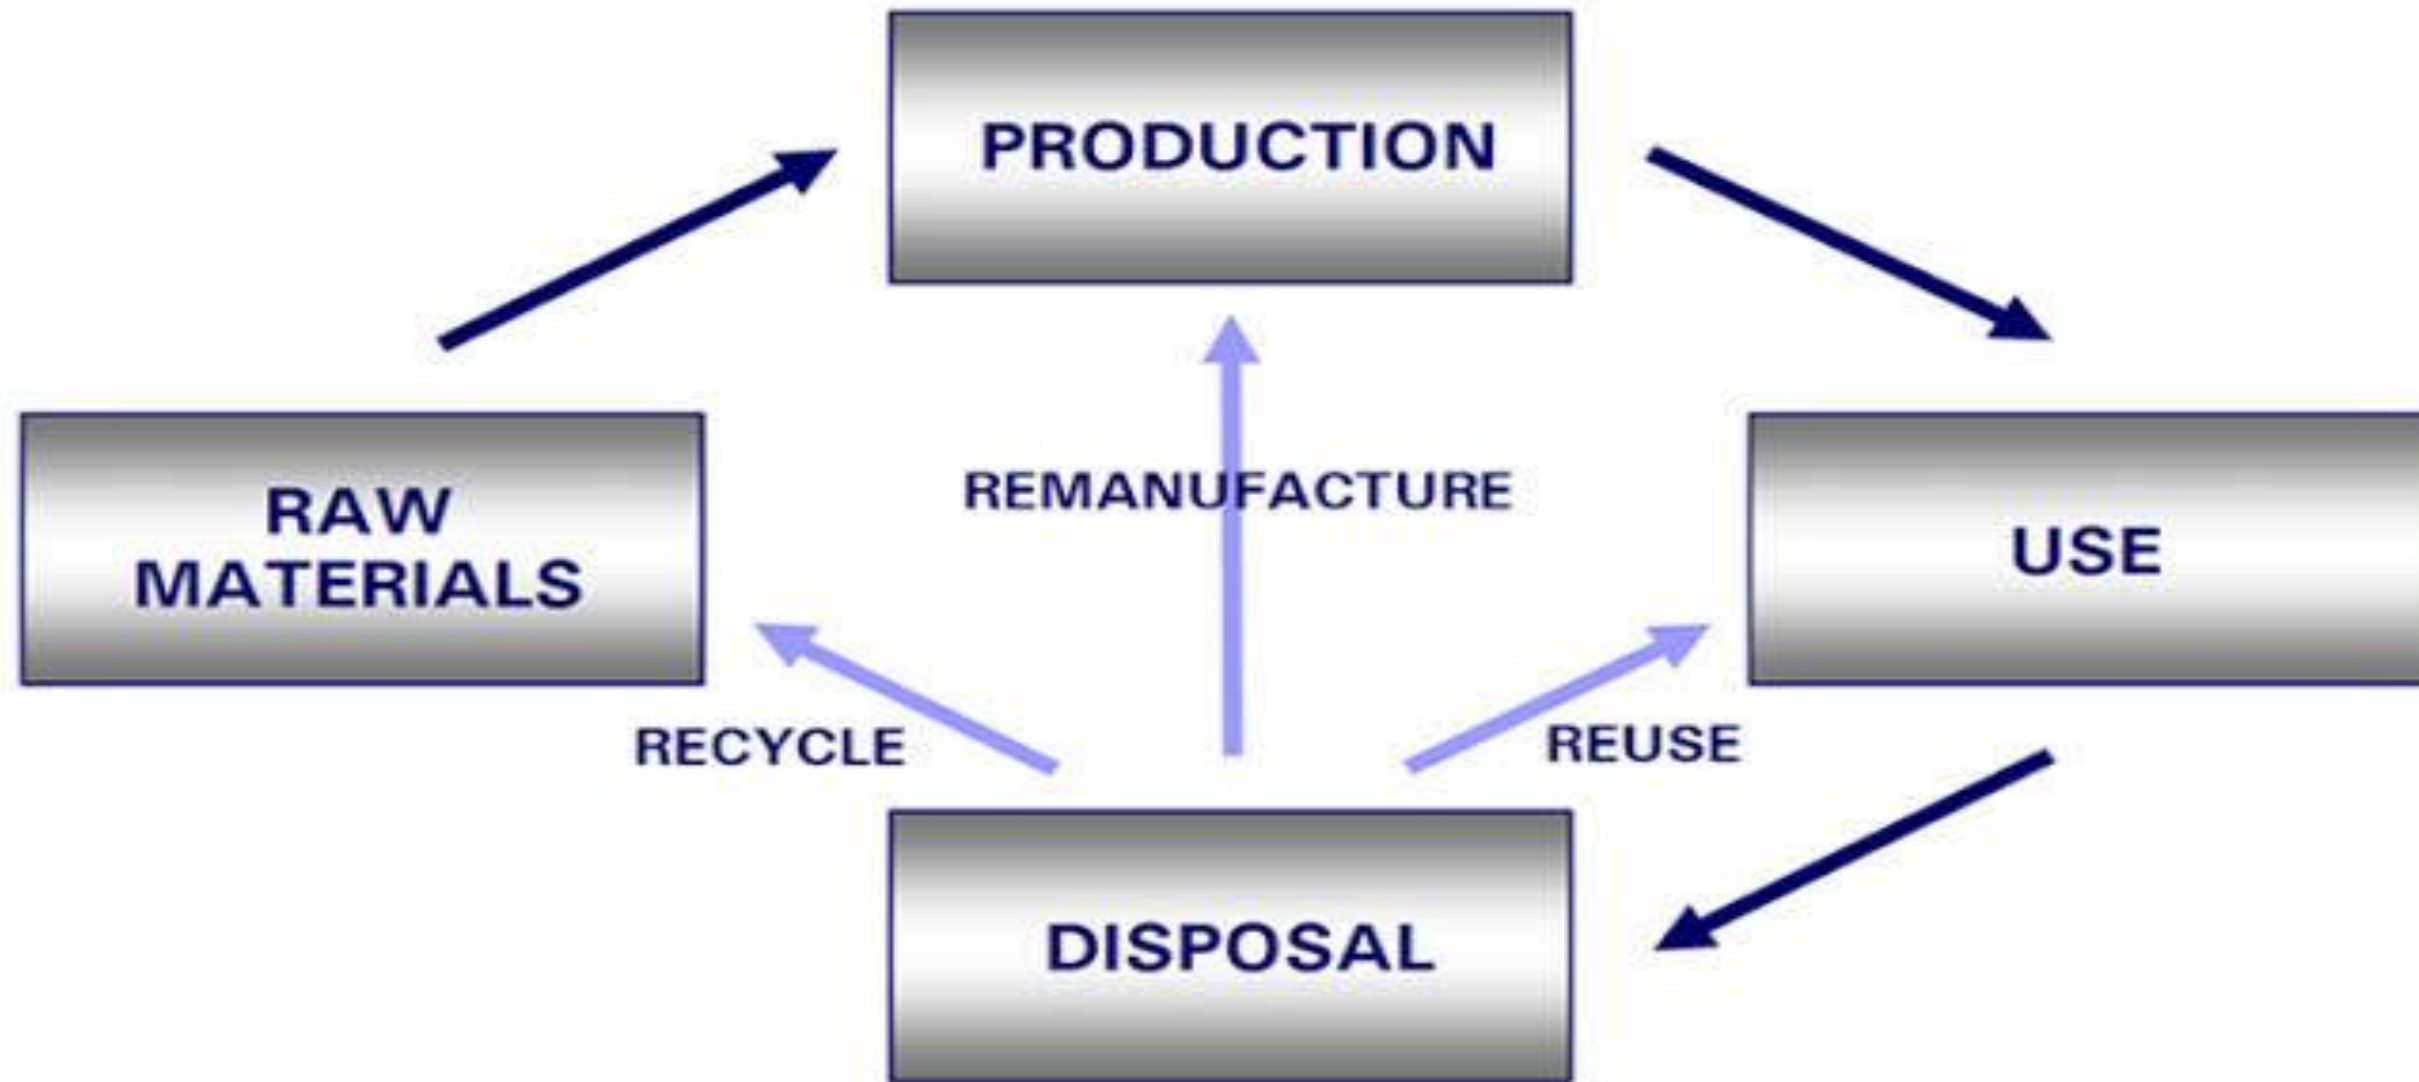 PRODUCTION
RAW
MATERIALS
REMANUFACTURE
USE
RECYCLE
REUSE
DISPOSAL